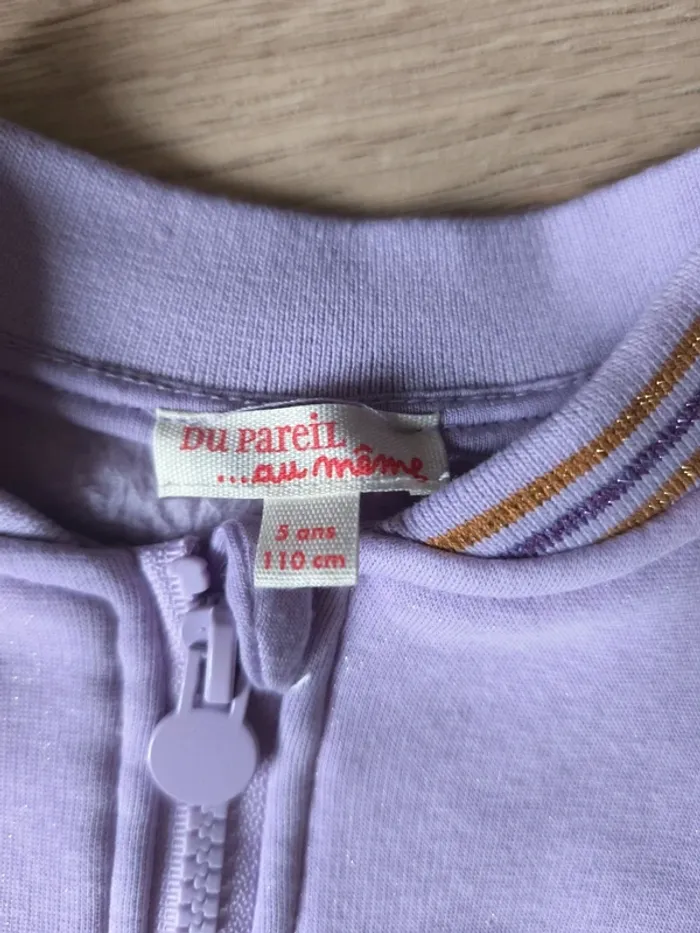 DU PAREIL
...au même
5 ans
110 cm